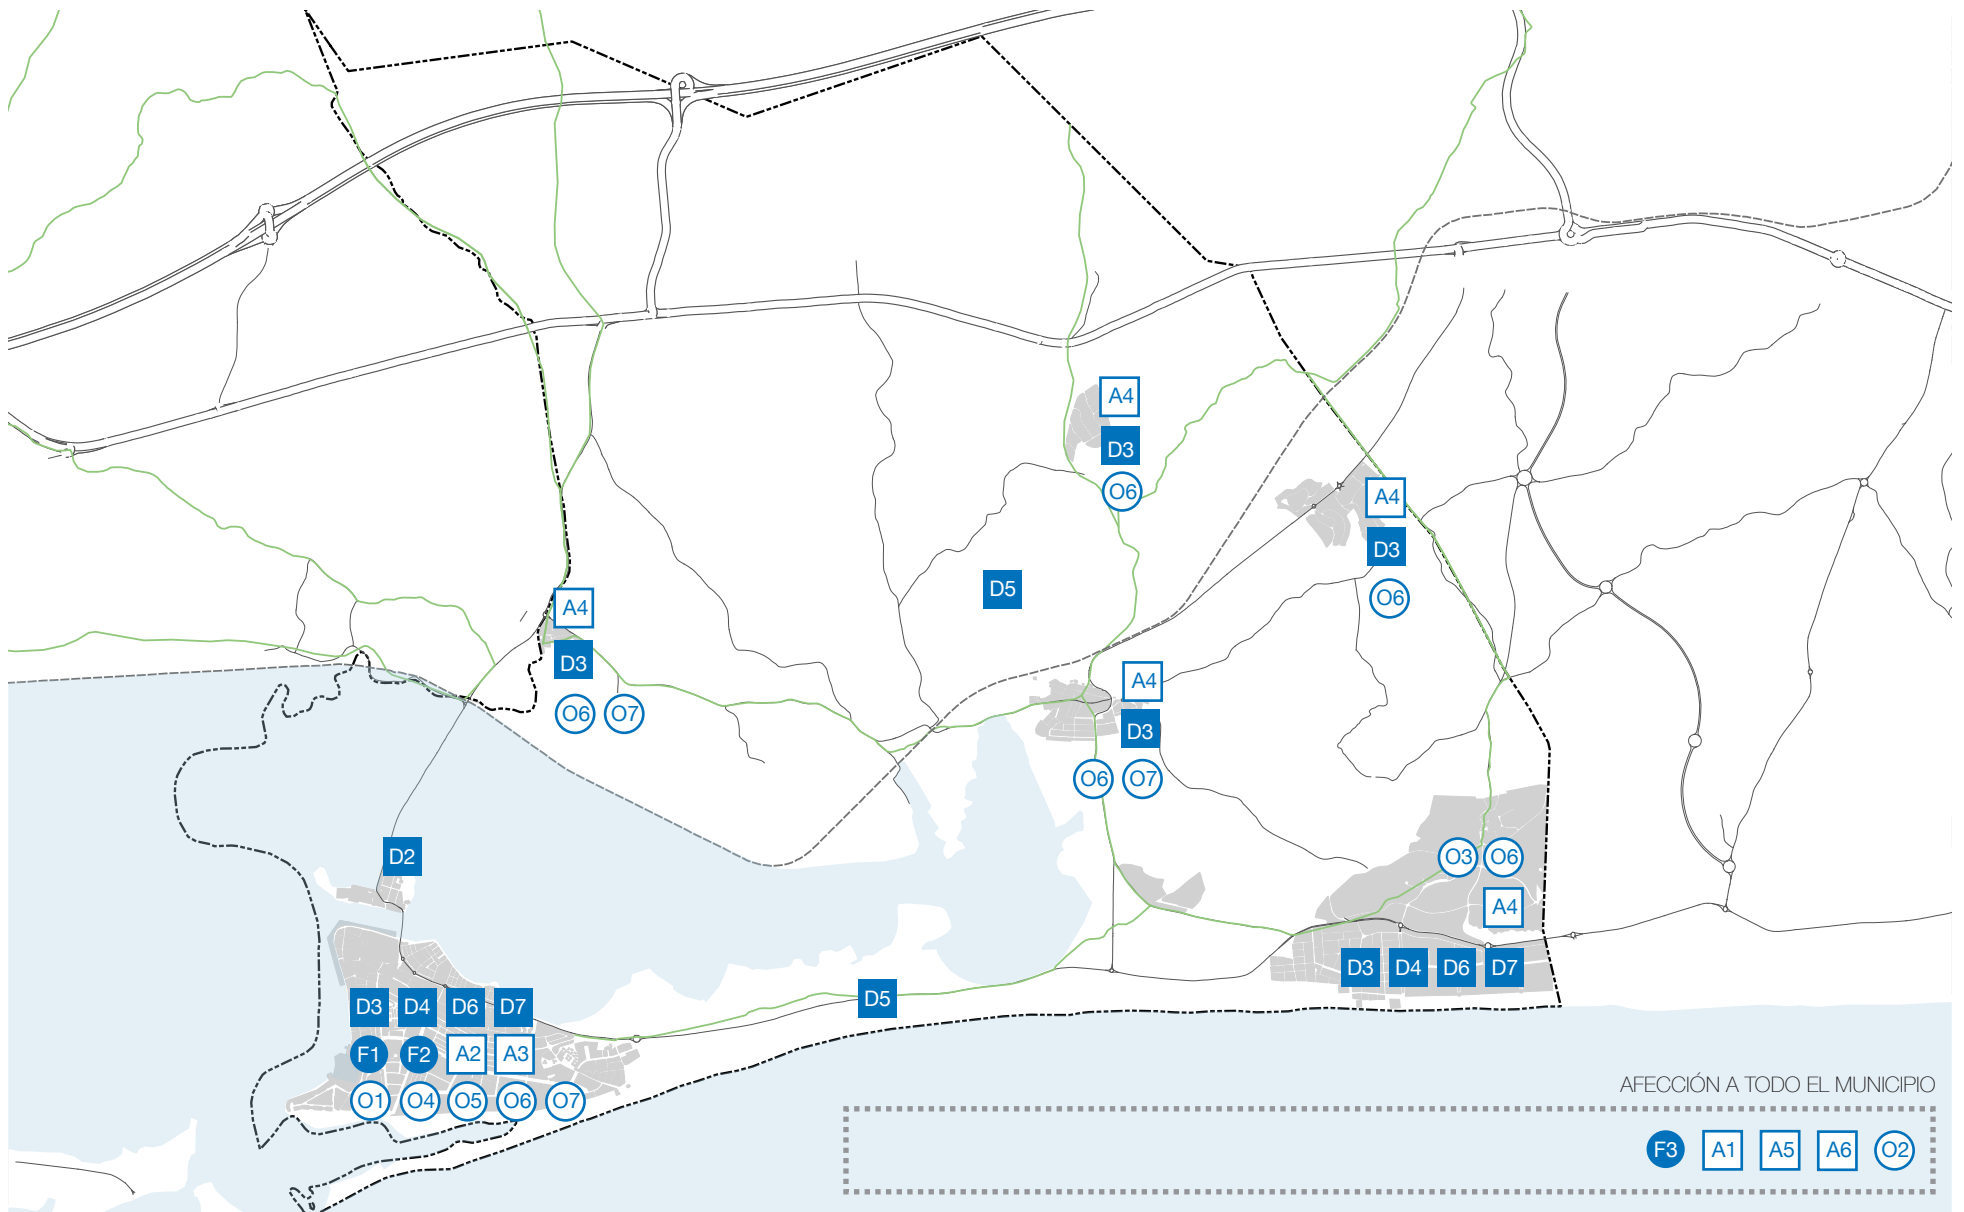 A4
D3
O6
A4
D3
O6
D5
A4
D3
O6 O7
A4
D3
O6 O7
D2
O3 O6
A4
D3 D4 D6 D7
D5
D3 D4 D6 D7
F1 F2 A2 A3
O1 O4 O5 O6 O7
AFECCIÓN A TODO EL MUNICIPIO
F3 A1 A5 A6 O2